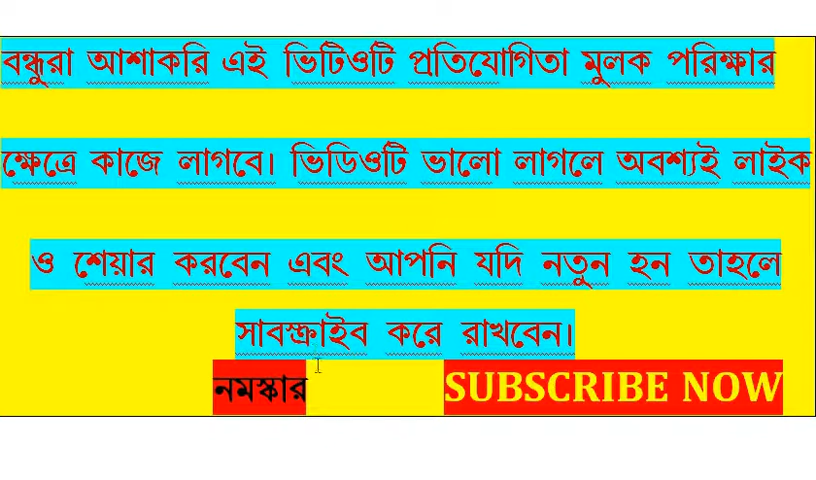 বন্ধুরা আশাকরি এই ভিটিওটি প্রতিযোগিতা মুলক পরিক্ষার
ক্ষেত্রে কাজে লাগবে। ভিডিওটি ভালো লাগলে অবশ্যই লাইক
ও শেয়ার করবেন এবং আপনি যদি নতুন হন তাহলে
সাবস্ক্রাইব করে রাখবেন।
নমস্কার SUBSCRIBE NOW